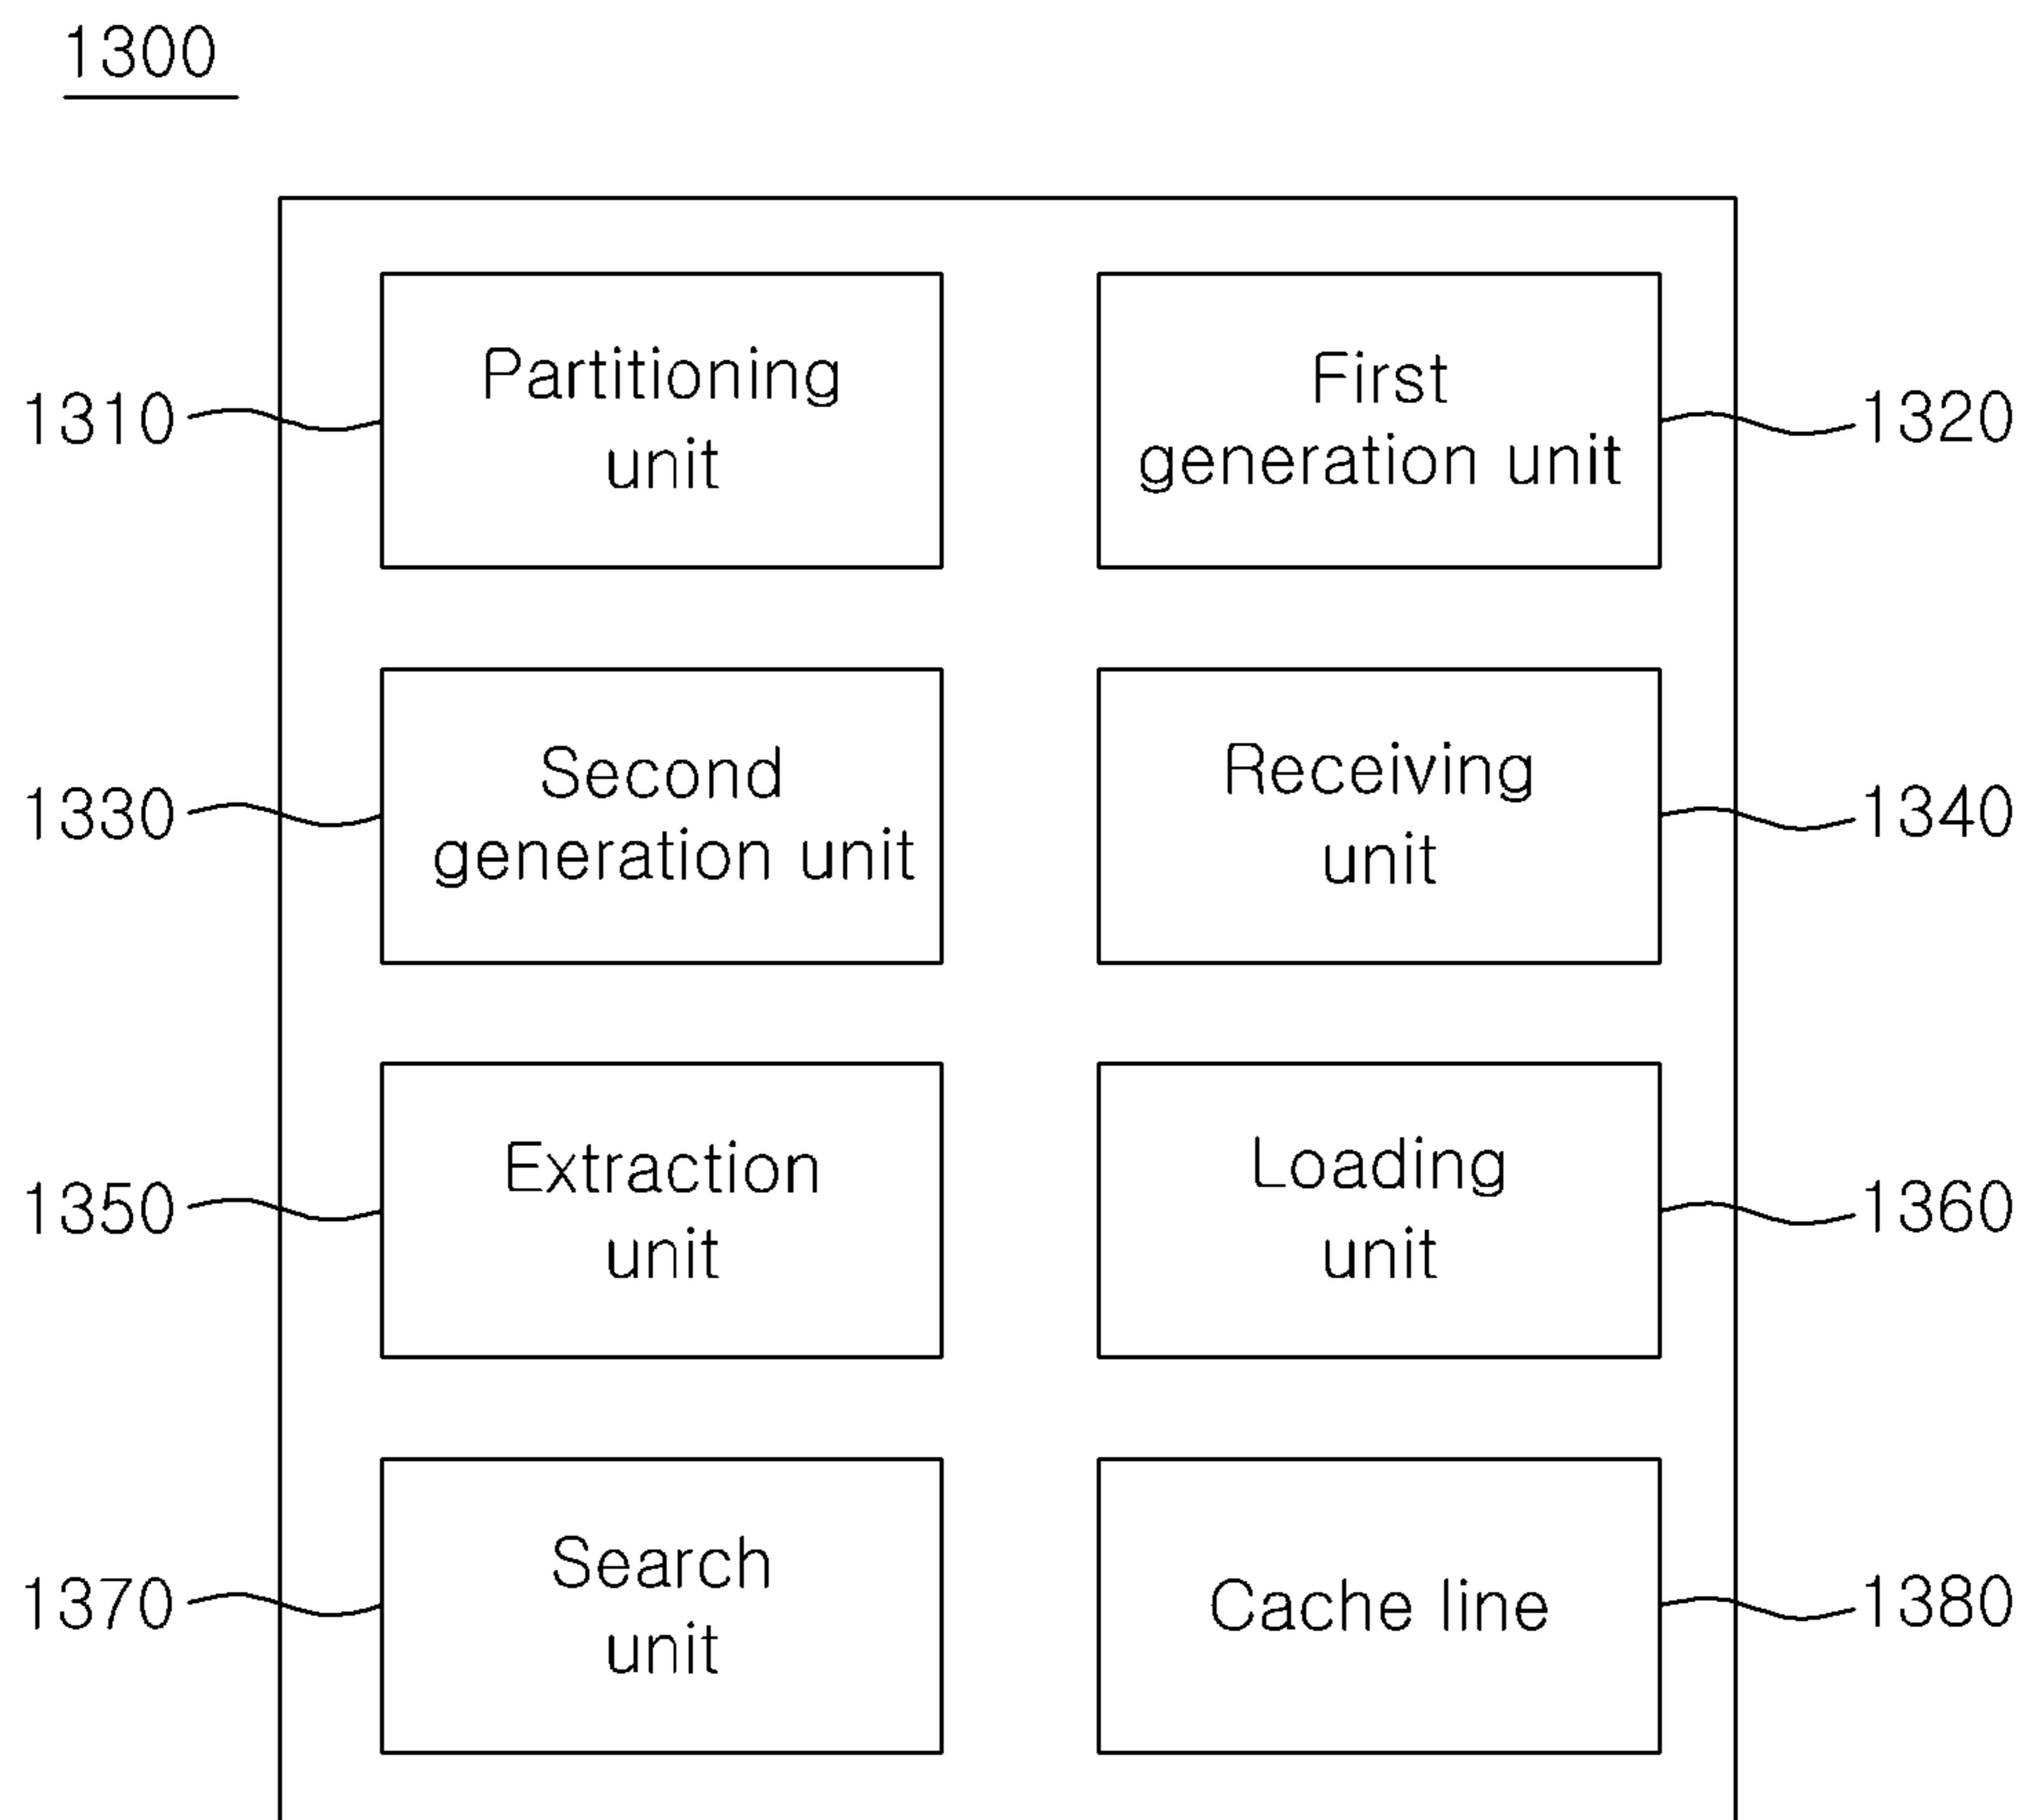 1300
1310
Partitioning
unit
First
generation unit
1320
1330
Second
generation unit
Receiving
unit
1340
1350
Extraction
unit
Loading
unit
1360
1370
Search
unit
Cache line
1380